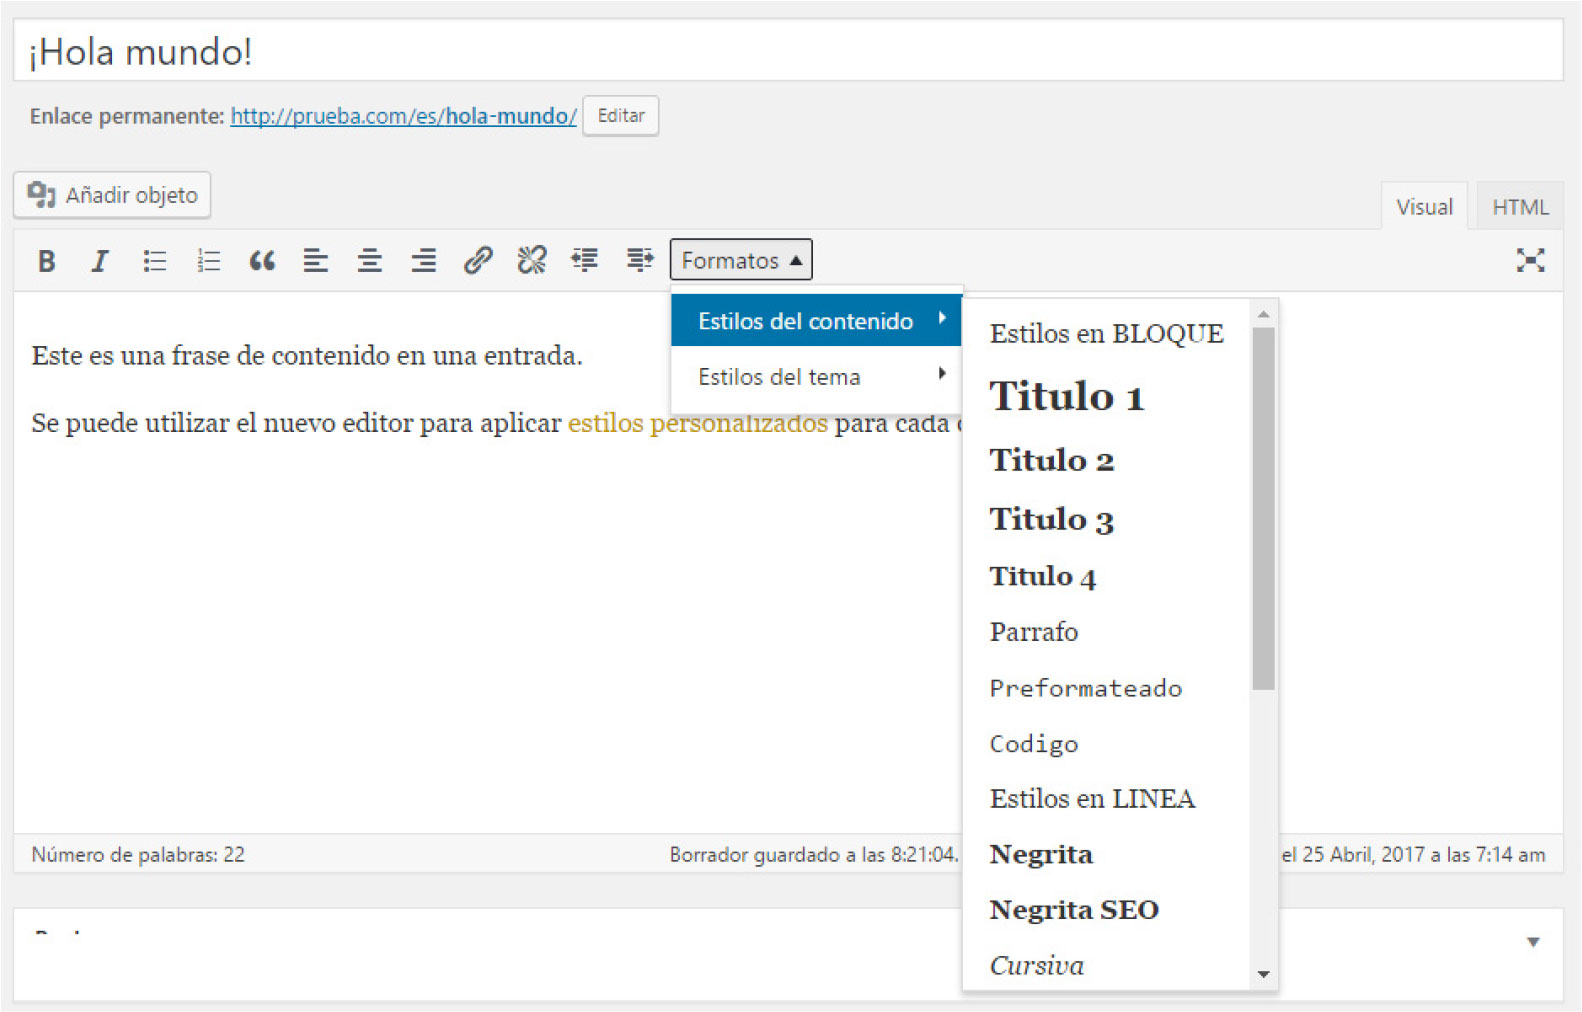 ¡Hola mundo!
Enlace permanente: http://prueba.com/es/hola-mundo/ Editar
Añadir objeto
Visual HTML
B I Formatos
Estilos del contenido
Estilos del tema
Este es una frase de contenido en una entrada.
Se puede utilizar el nuevo editor para aplicar estilos personalizados para cada
Estilos en BLOQUE
Titulo 1
Titulo 2
Titulo 3
Titulo 4
Parrafo
Preformateado
Codigo
Estilos en LINEA
Negrita
Negrita SEO
Cursiva
Número de palabras: 22
Borrador guardado a las 8:21:04.
el 25 Abril, 2017 a las 7:14 am